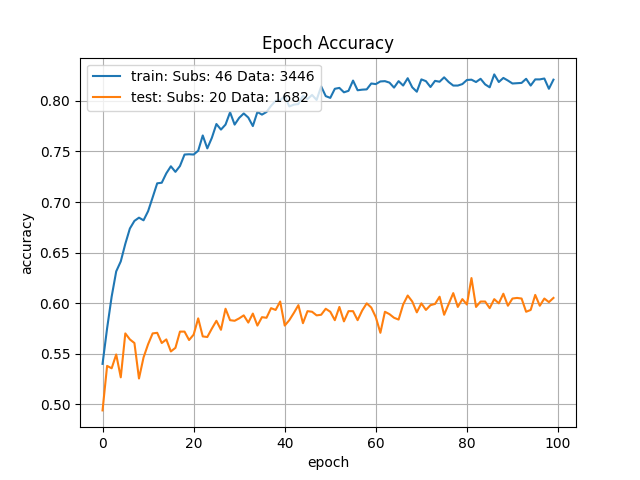 Epoch Accuracy
train: Subs: 46 Data: 3446
test: Subs: 20 Data: 1682
accuracy
0.80
0.75
0.70
0.65
0.60
0.55
0.50
0 20 40 60 80 100
epoch